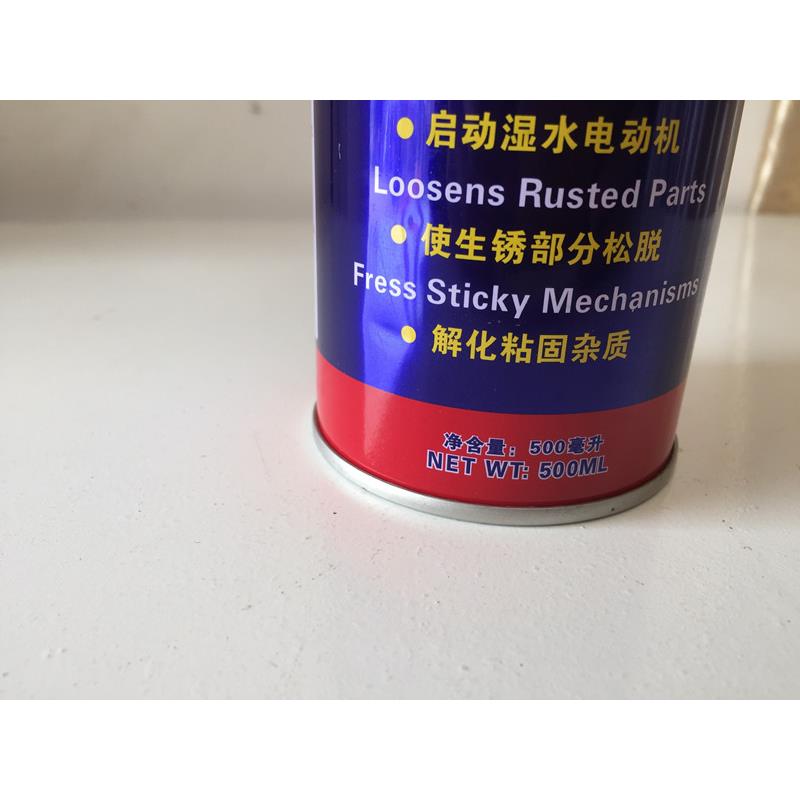 • 启动湿水电动机
Loosens Rusted Parts
• 使生锈部分松脱
Fress Sticky Mechanisms
• 解化粘固杂质
净含量：500毫升
NET WT: 500ML